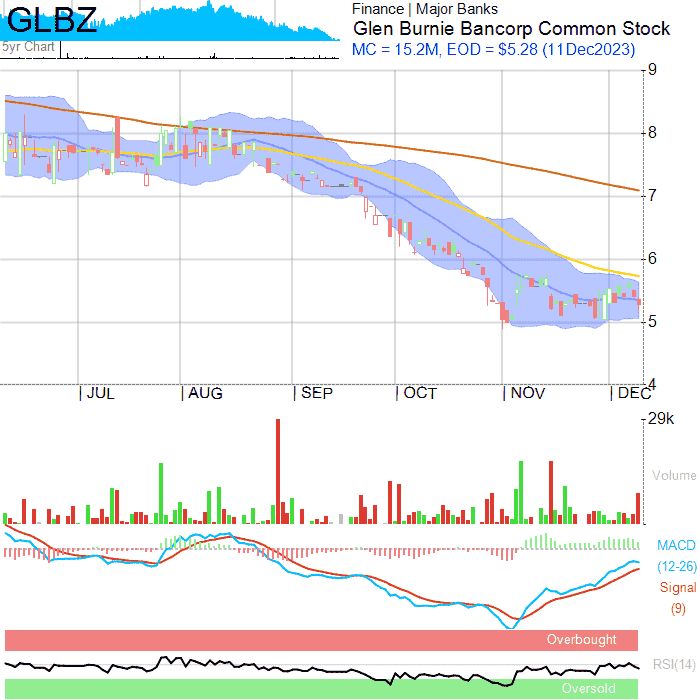 GLBZ
5yr Chart
Finance | Major Banks
Glen Burnie Bancorp Common Stock
MC = 15.2M, EOD = $5.28 (11Dec2023)
9
8
7
6
5
4
JUL AUG SEP OCT NOV DEC
29k
Volume
MACD
(12-26)
Signal
(9)
Overbought
RSI(14)
Oversold